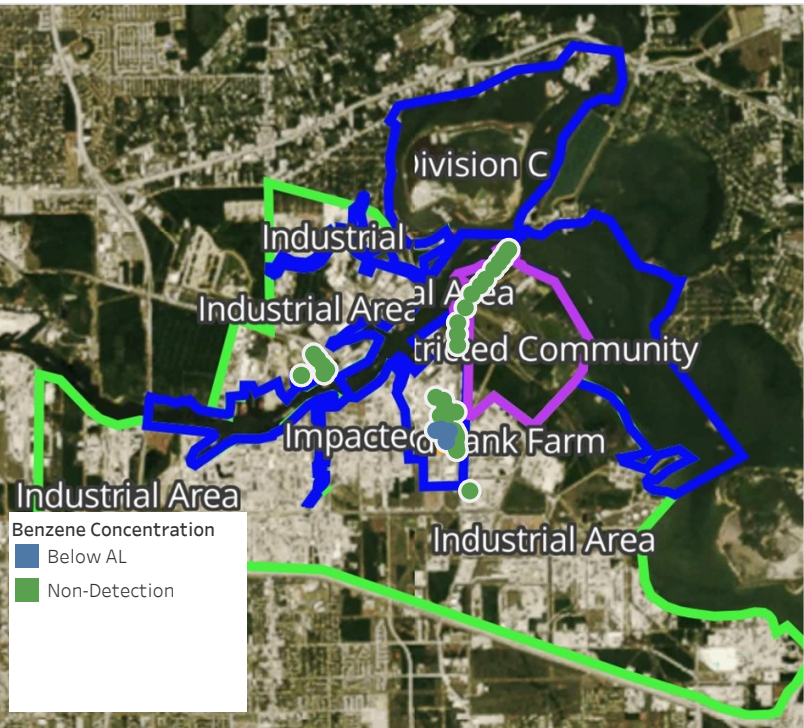 Division C
Industrial
Industrial Area
al Area
tricted Community
Impacted Tank Farm
Industrial Area
Industrial Area
Benzene Concentration
Below AL
Non-Detection